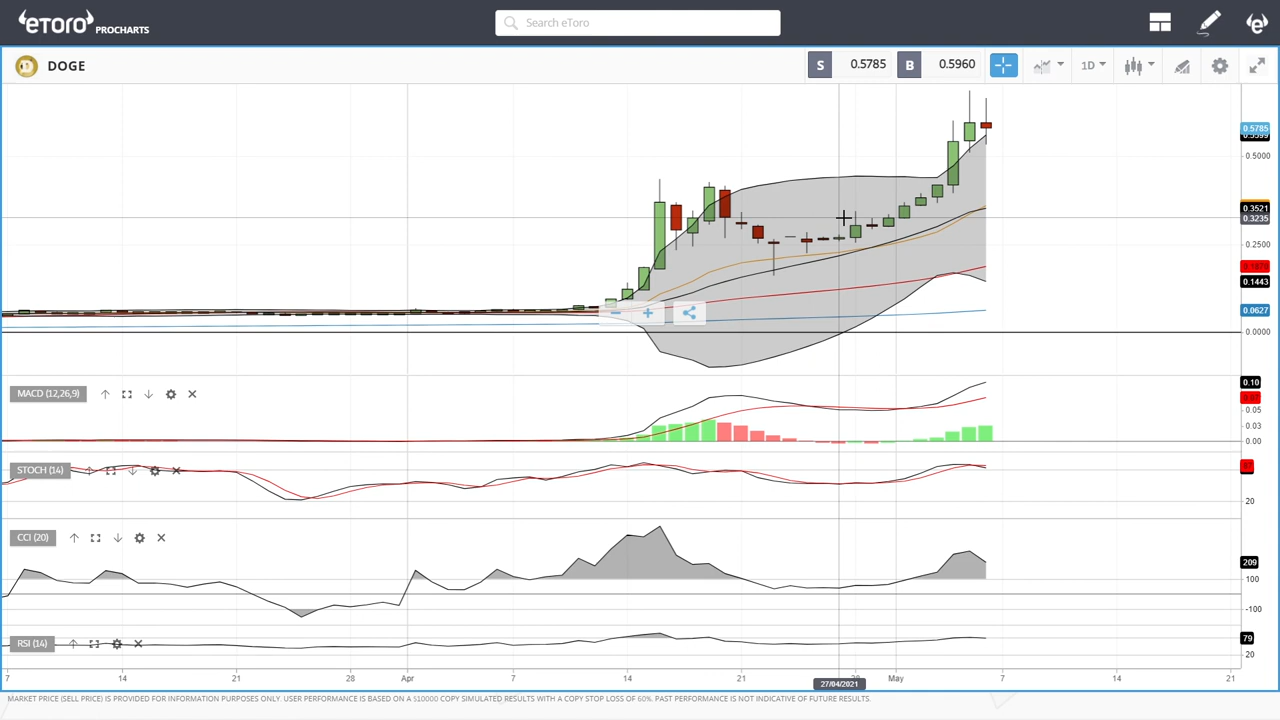 eToro PROCHARTS
Search eToro
DOGE
S 0.5785 B 0.5960
1D
0.5785
0.5000
0.3521
0.3235
0.2500
0.1443
0.0627
0.0000
MACD (12,26,9)
0.10
0.07
0.05
0.03
0.00
STOCH (14)
20
CCI (20)
209
100
-100
RSI (14)
79
20
7 14 21 28 Apr 7 14 21 May 7 14 21
27/04/2021
MARKET PRICE (SELL PRICE) IS PROVIDED FOR INFORMATION PURPOSES ONLY. USER PERFORMANCE IS BASED ON A $10000 COPY SIMULATED RESULTS WITH A COPY STOP LOSS OF 60%. PAST PERFORMANCE IS NOT INDICATIVE OF FUTURE RESULTS.